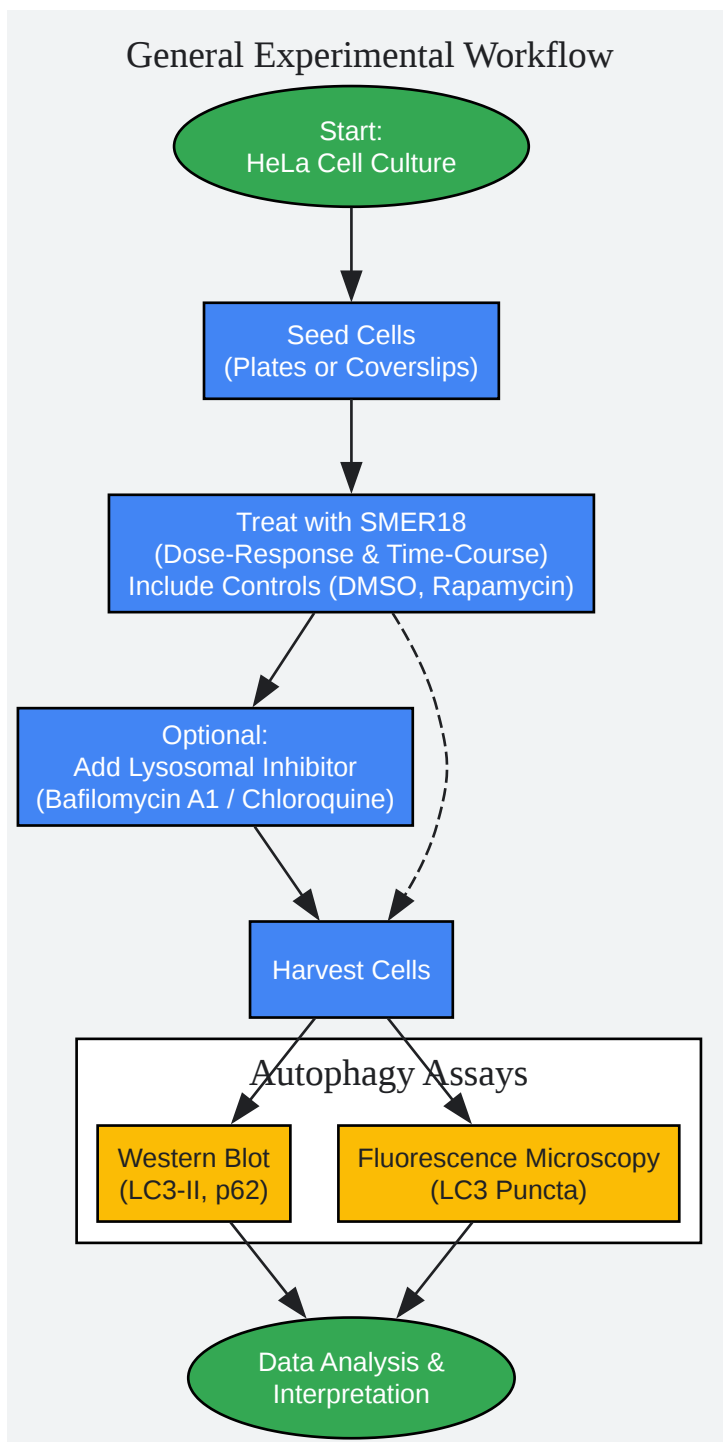 General Experimental Workflow
Start:
HeLa Cell Culture
Seed Cells
(Plates or Coverslips)
Treat with SMER18
(Dose-Response & Time-Course)
Include Controls (DMSO, Rapamycin)
Optional:
Add Lysosomal Inhibitor
(Bafilomycin A1 / Chloroquine)
Harvest Cells
Autophagy Assays
Western Blot
(LC3-II, p62)
Fluorescence Microscopy
(LC3 Puncta)
Data Analysis &
Interpretation